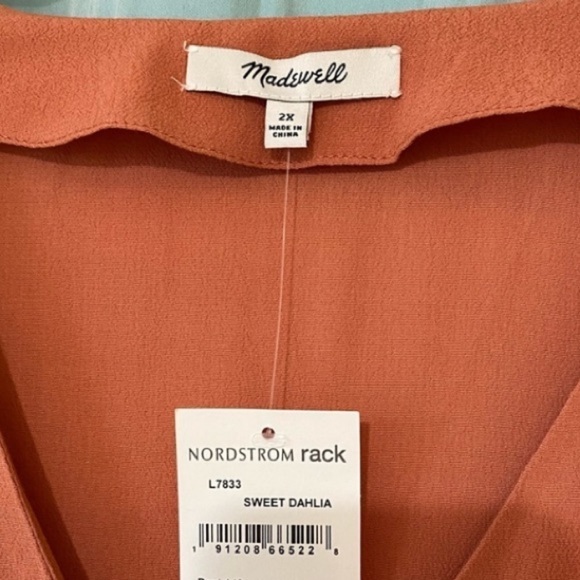 Madewell
2X
MADE IN
CHINA
NORDSTROM rack
L7833
SWEET DAHLIA
1 91208 66522 8